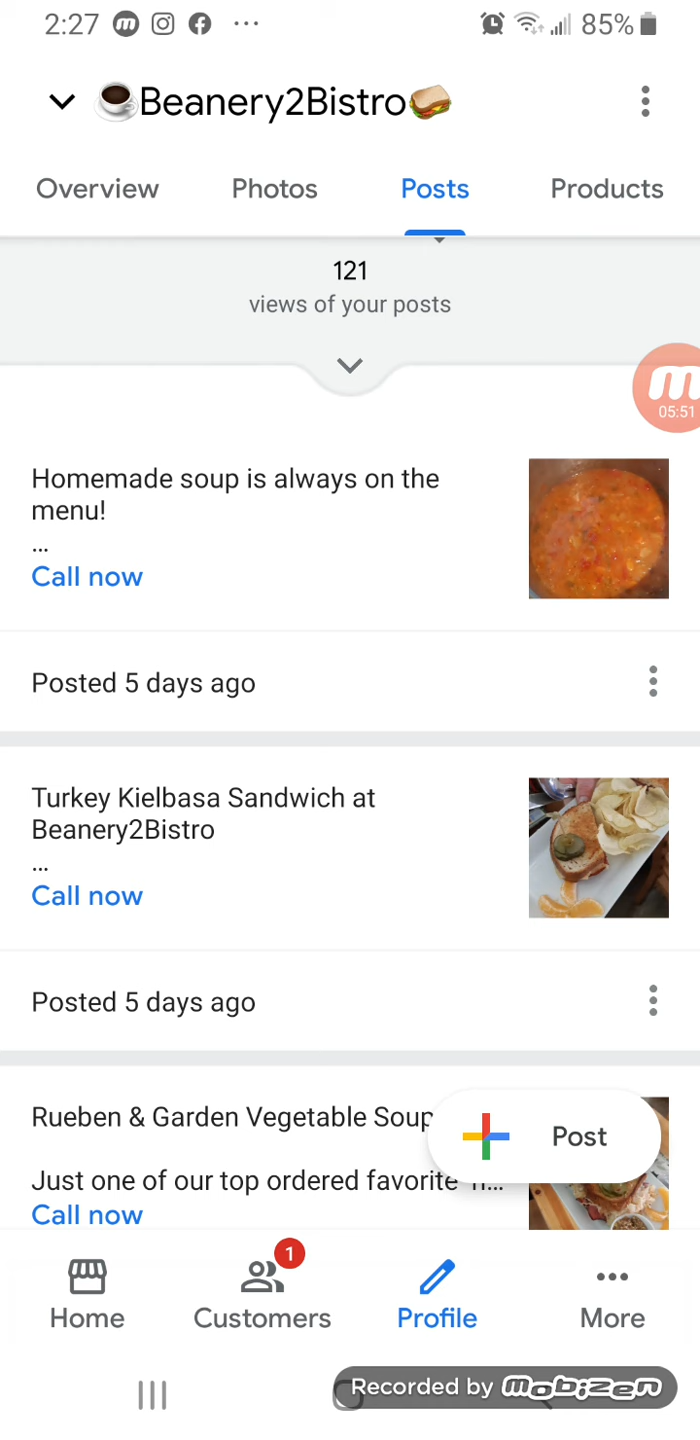 2:27 85%
Beanery2Bistro
Overview Photos Posts Products
121
views of your posts
05:51
Homemade soup is always on the
menu!
...
Call now
Posted 5 days ago
Turkey Kielbasa Sandwich at
Beanery2Bistro
...
Call now
Posted 5 days ago
Rueben & Garden Vegetable Soup
Post
Just one of our top ordered favorite
Call now
1
Home Customers Profile More
Recorded by mobizen